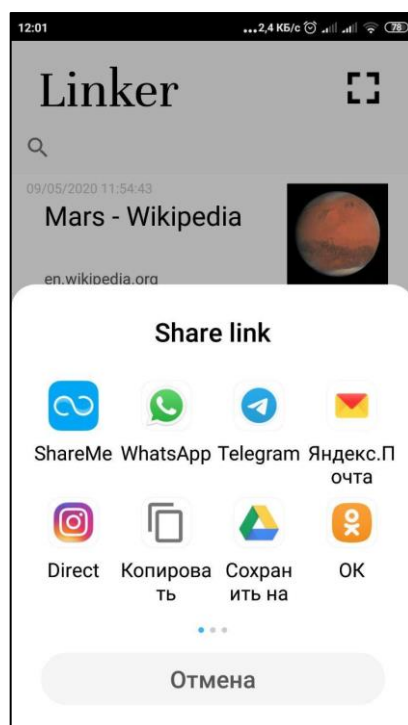 12:01 ...2,4 КБ/с 78
Linker
09/05/2020 11:54:43
Mars - Wikipedia
en.wikipedia.org
Share link
ShareMe WhatsApp Telegram Яндекс.П
очта
Direct Копирова Сохран ОК
ть ить на
Отмена